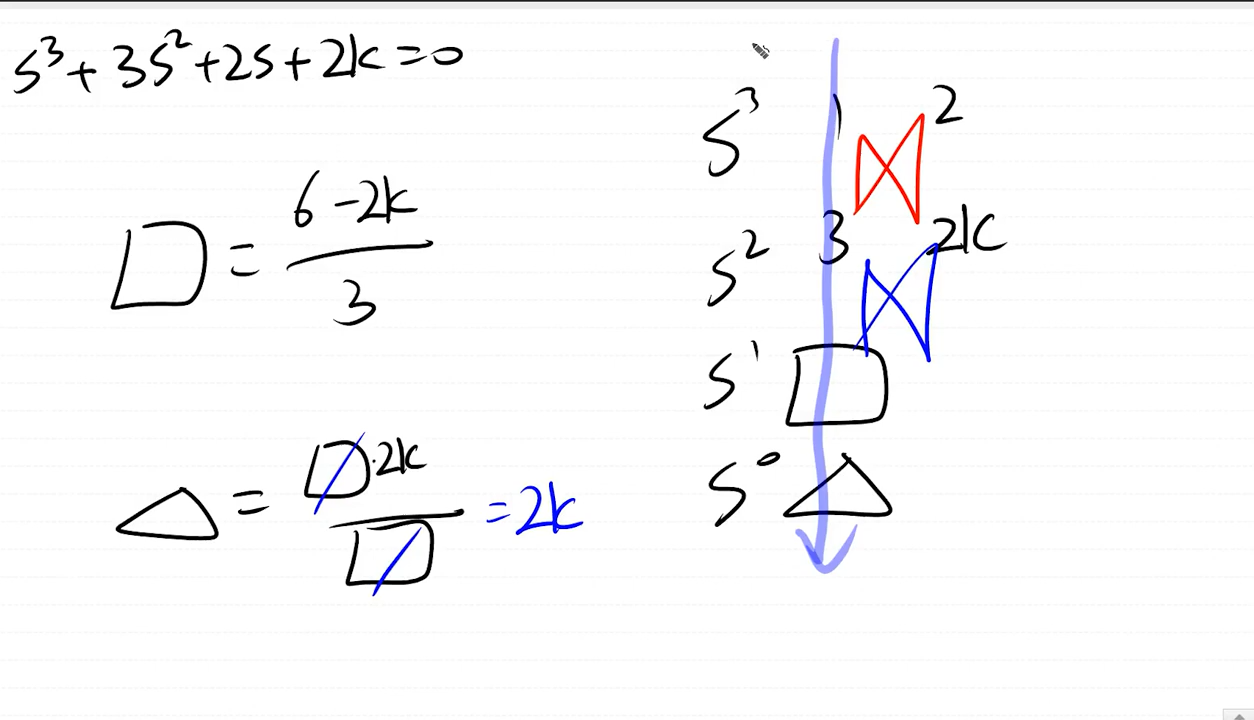 s³ + 3s² + 2s + 2k = 0
□ = (6 - 2k) / 3
△ = (□ · 2k) / □ = 2k
s³ 1 2
s² 3 2k
s¹ □
s⁰ △